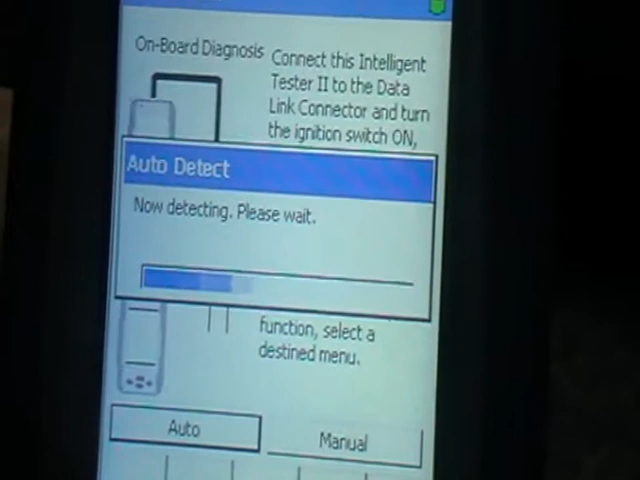 On-Board Diagnosis
Connect this Intelligent
Tester II to the Data
Link Connector and turn
the ignition switch ON,
Auto Detect
Now detecting. Please wait.
function, select a
destined menu.
Auto
Manual